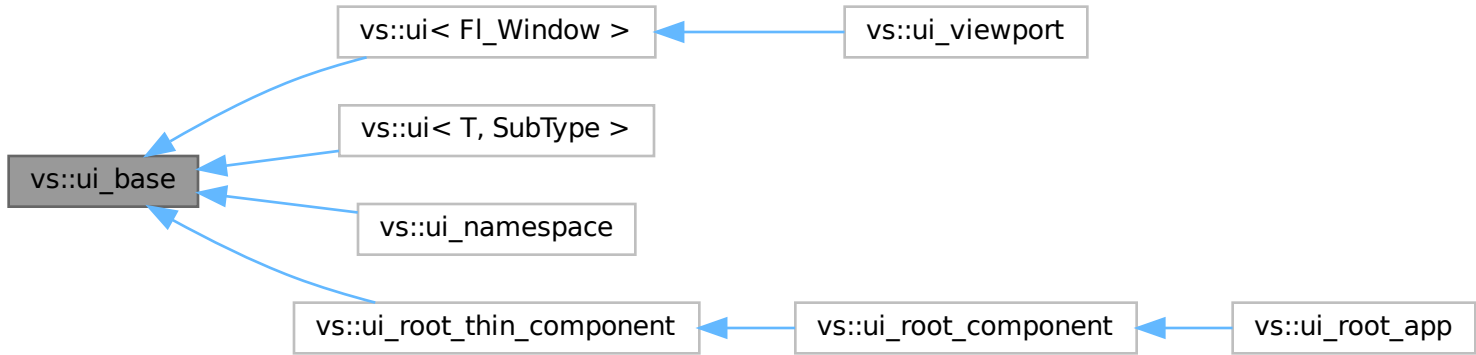 vs::ui< Fl_Window >
vs::ui_viewport
vs::ui< T, SubType >
vs::ui_base
vs::ui_namespace
vs::ui_root_thin_component
vs::ui_root_component
vs::ui_root_app